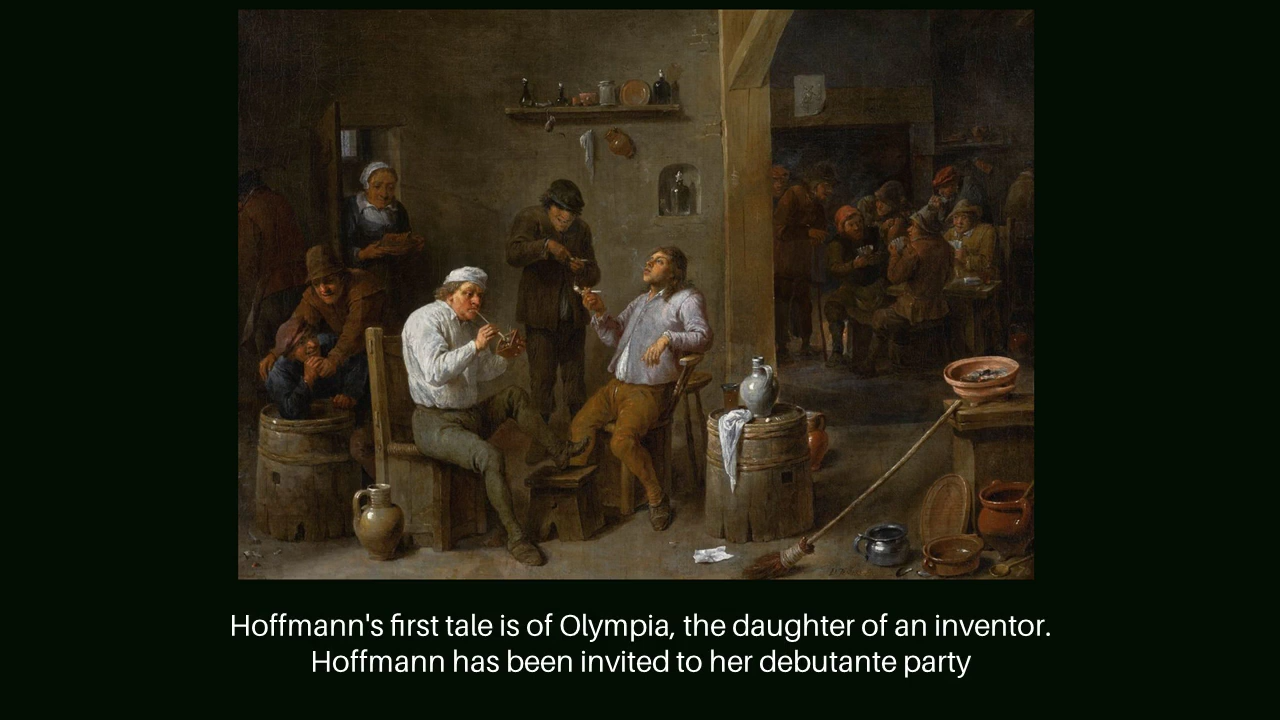 Hoffmann's first tale is of Olympia, the daughter of an inventor.
Hoffmann has been invited to her debutante party